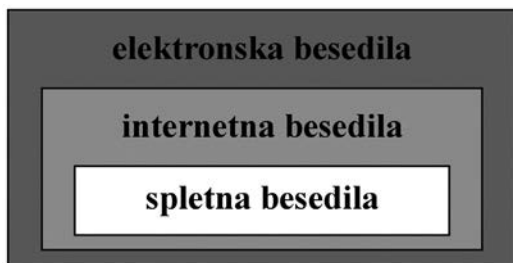 elektronska besedila
internetna besedila
spletna besedila